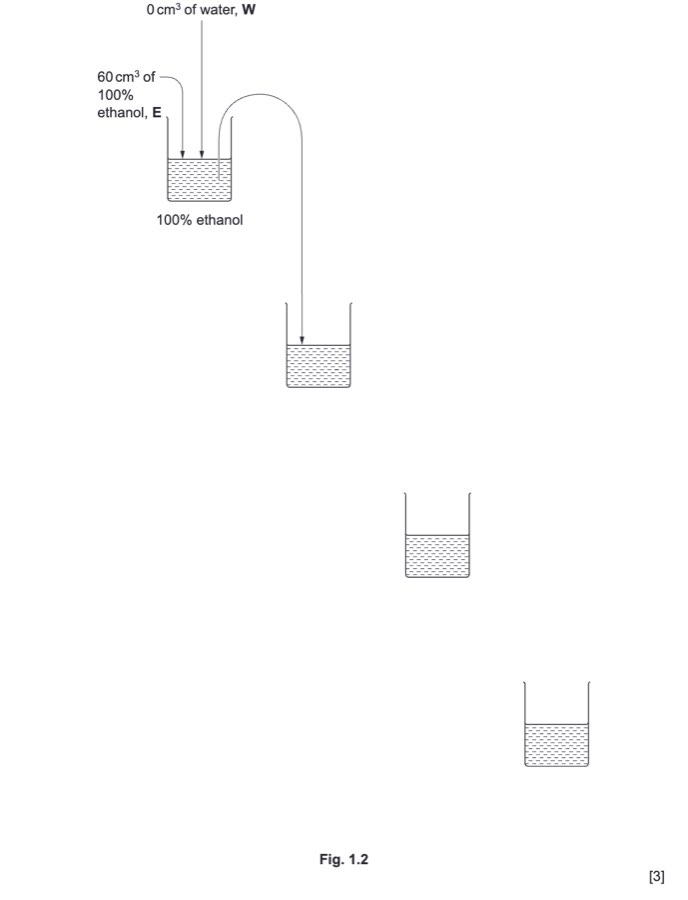 0 cm³ of water, W
60 cm³ of
100%
ethanol, E
100% ethanol
Fig. 1.2
[3]